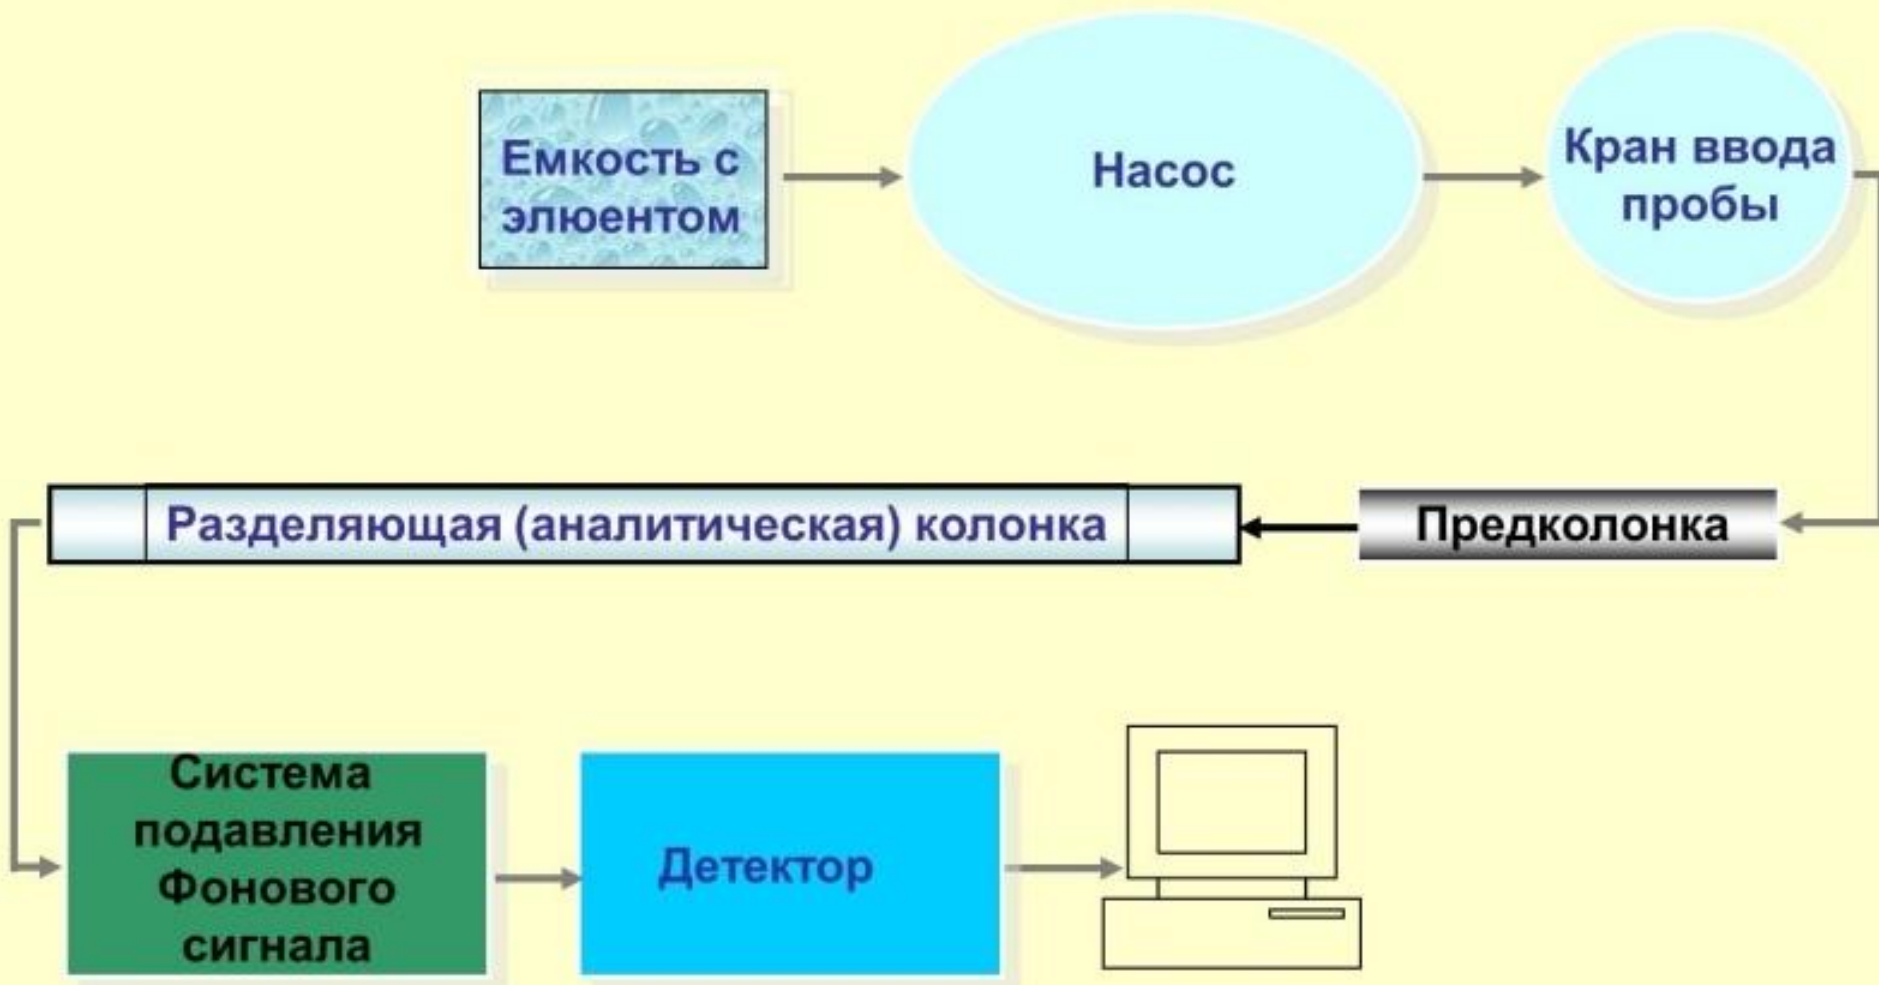 Емкость с
элюентом
Насос
Кран ввода
пробы
Разделяющая (аналитическая) колонка
Предколонка
Система
подавления
Фонового
сигнала
Детектор